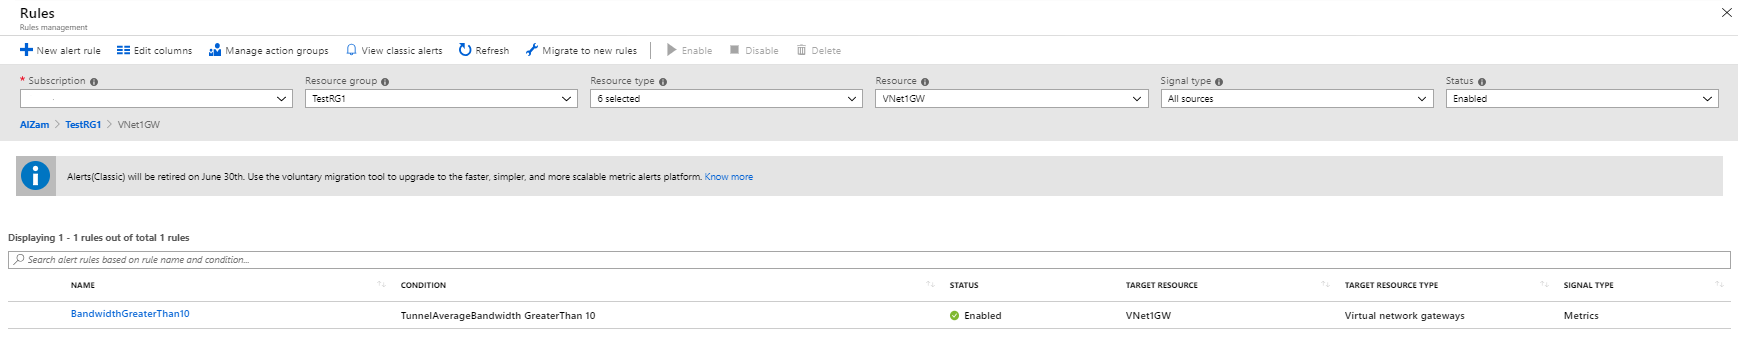 Rules
Rules management
New alert rule Edit columns Manage action groups View classic alerts Refresh Migrate to new rules Enable Disable Delete
* Subscription Resource group Resource type Resource Signal type Status
TestRG1 6 selected VNet1GW All sources Enabled
AIZam > TestRG1 > VNet1GW
Alerts(Classic) will be retired on June 30th. Use the voluntary migration tool to upgrade to the faster, simpler, and more scalable metric alerts platform. Know more
Displaying 1 - 1 rules out of total 1 rules
Search alert rules based on rule name and condition...
NAME CONDITION STATUS TARGET RESOURCE TARGET RESOURCE TYPE SIGNAL TYPE
BandwidthGreaterThan10 TunnelAverageBandwidth GreaterThan 10 Enabled VNet1GW Virtual network gateways Metrics